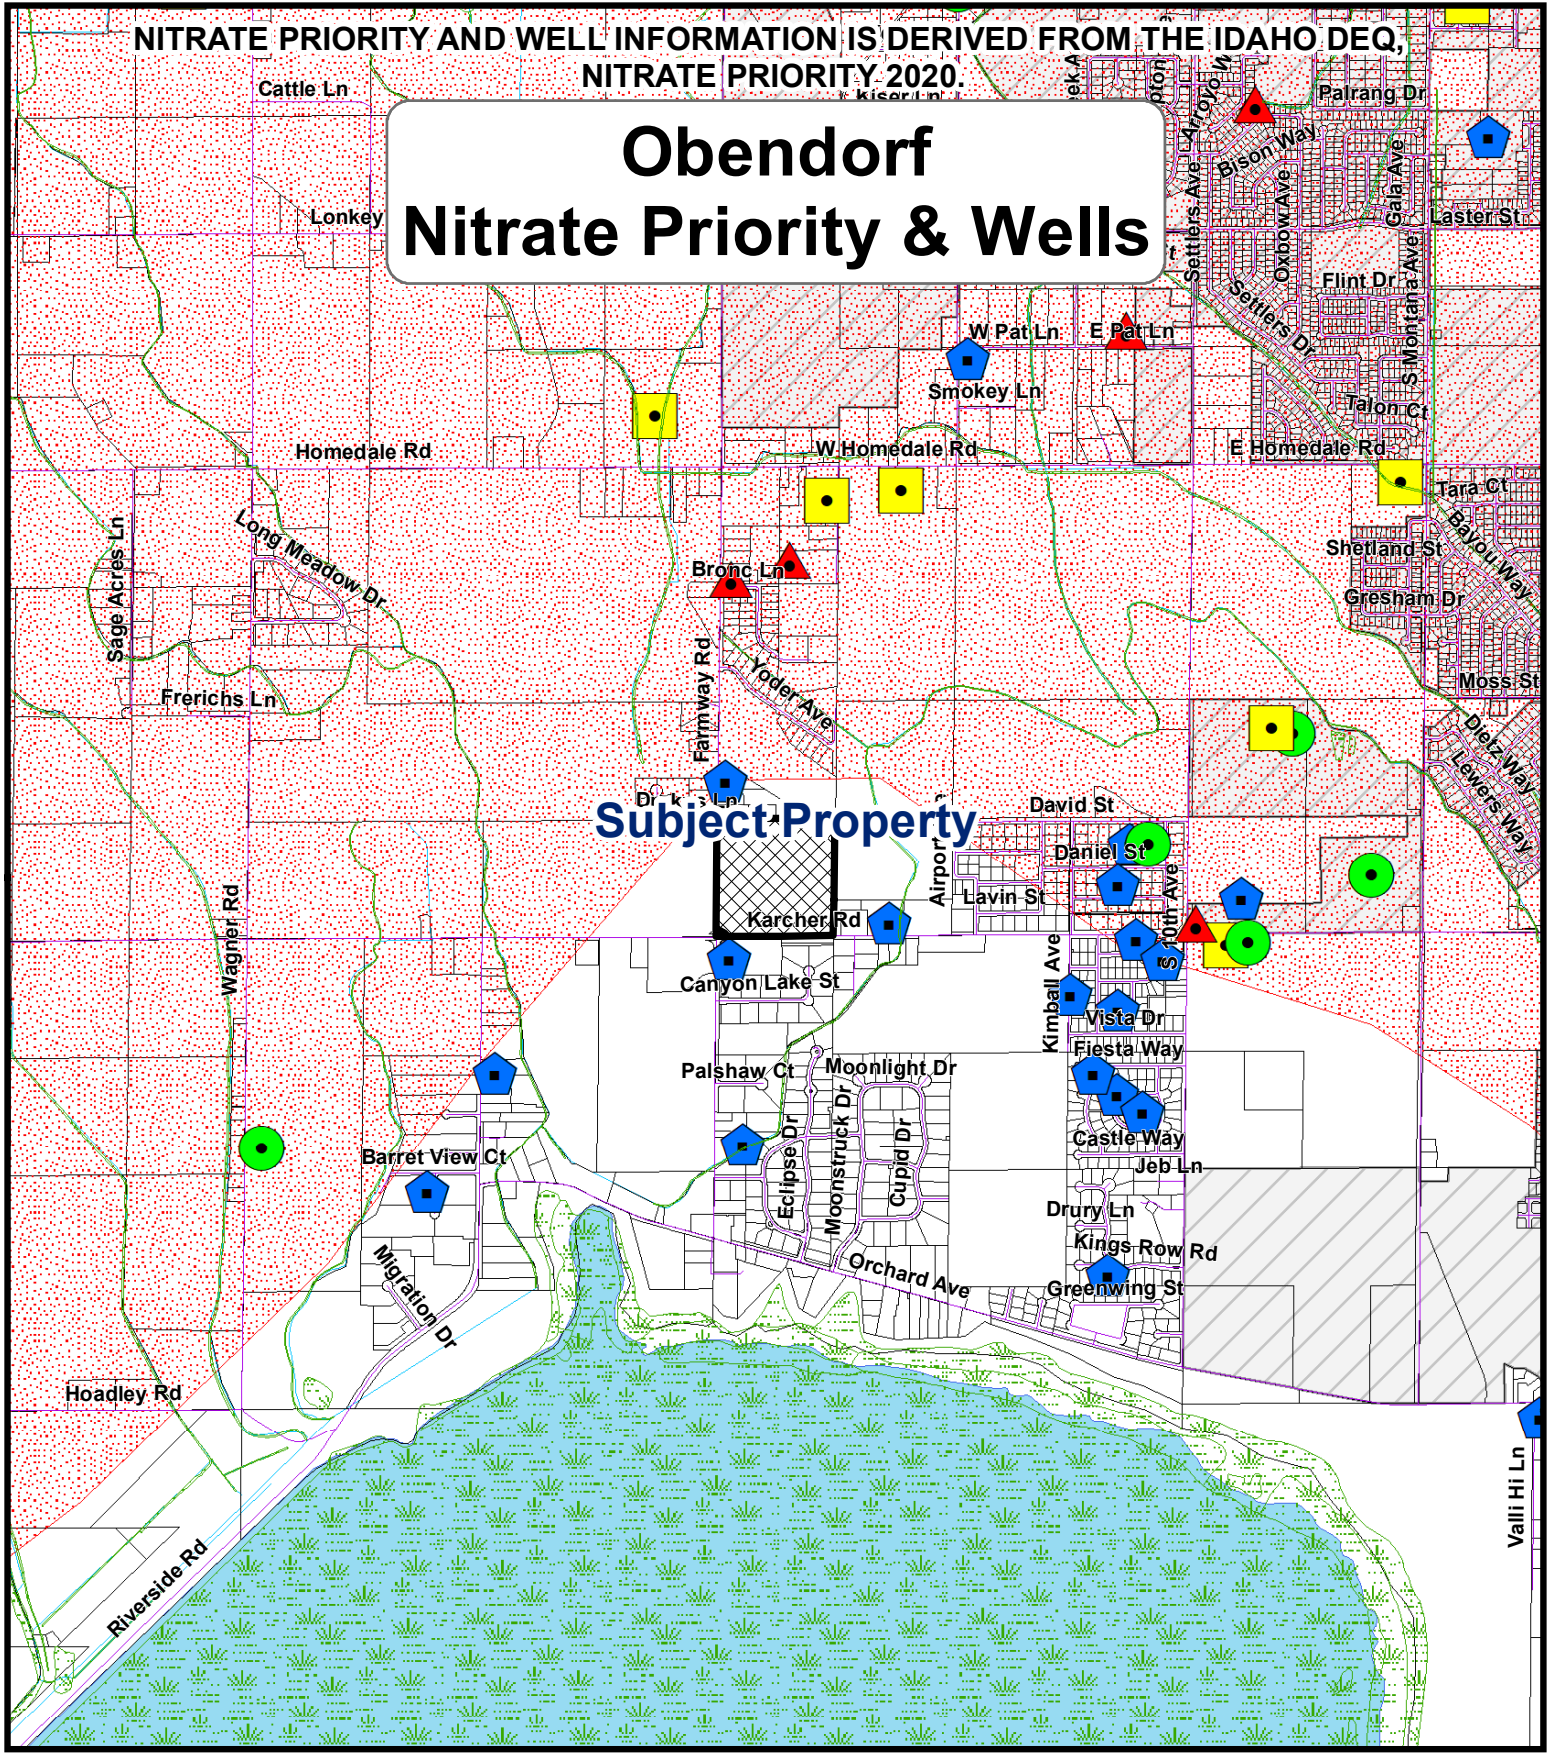 NITRATE PRIORITY AND WELL INFORMATION IS DERIVED FROM THE IDAHO DEQ,
NITRATE PRIORITY 2020.
Obendorf
Nitrate Priority & Wells
Cattle Ln
Kiser Ln
Arroyo W
Palrang Dr
Bison Way
Gala Ave
Lonkey
Settlers Ave
Oxbow Ave
Laster St
Flint Dr
Settlers Dr
S Montana Ave
W Pat Ln
E Pat Ln
Smokey Ln
Talon Ct
Homedale Rd
W Homedale Rd
E Homedale Rd
Tara Ct
Bayou Way
Sage Acres Ln
Long Meadow Dr
Shetland St
Bronc Ln
Gresham Dr
Farmway Rd
Yoder Ave
Frerichs Ln
Moss St
Dietz Way
Lewers Way
Subject Property
David St
Airport
Daniel St
Wagner Rd
Lavin St
S 10th Ave
Karcher Rd
Canyon Lake St
Kimball Ave
Vista Dr
Fiesta Way
Palshaw Ct
Moonlight Dr
Eclipse Dr
Moonstruck Dr
Cupid Dr
Castle Way
Barret View Ct
Jeb Ln
Drury Ln
Kings Row Rd
Migration Dr
Orchard Ave
Greenwing St
Hoadley Rd
Riverside Rd
Valli Hi Ln